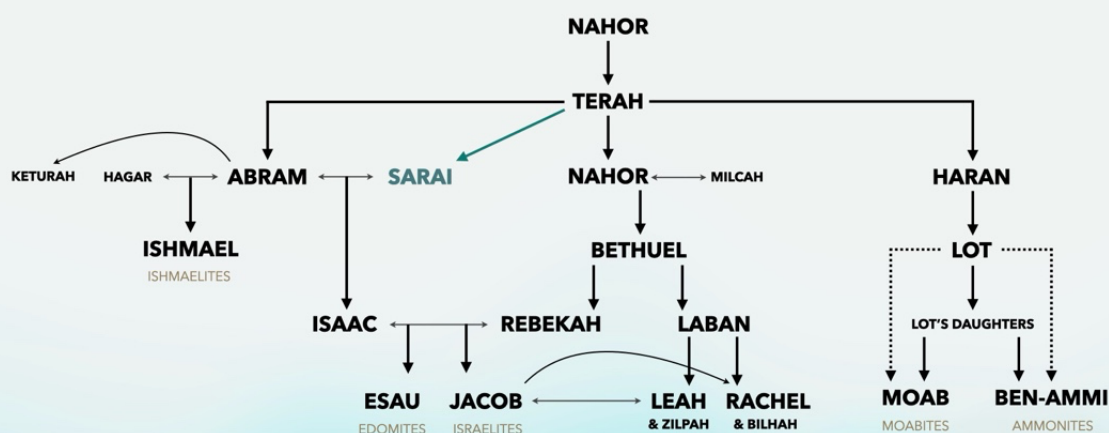 NAHOR
TERAH
KETURAH HAGAR ABRAM SARAI NAHOR MILCAH HARAN
ISHMAEL BETHUEL LOT
ISHMAELITES
ISAAC REBEKAH LABAN LOT'S DAUGHTERS
ESAU JACOB LEAH RACHEL MOAB BEN-AMMI
& ZILPAH & BILHAH
EDOMITES ISRAELITES MOABITES AMMONITES